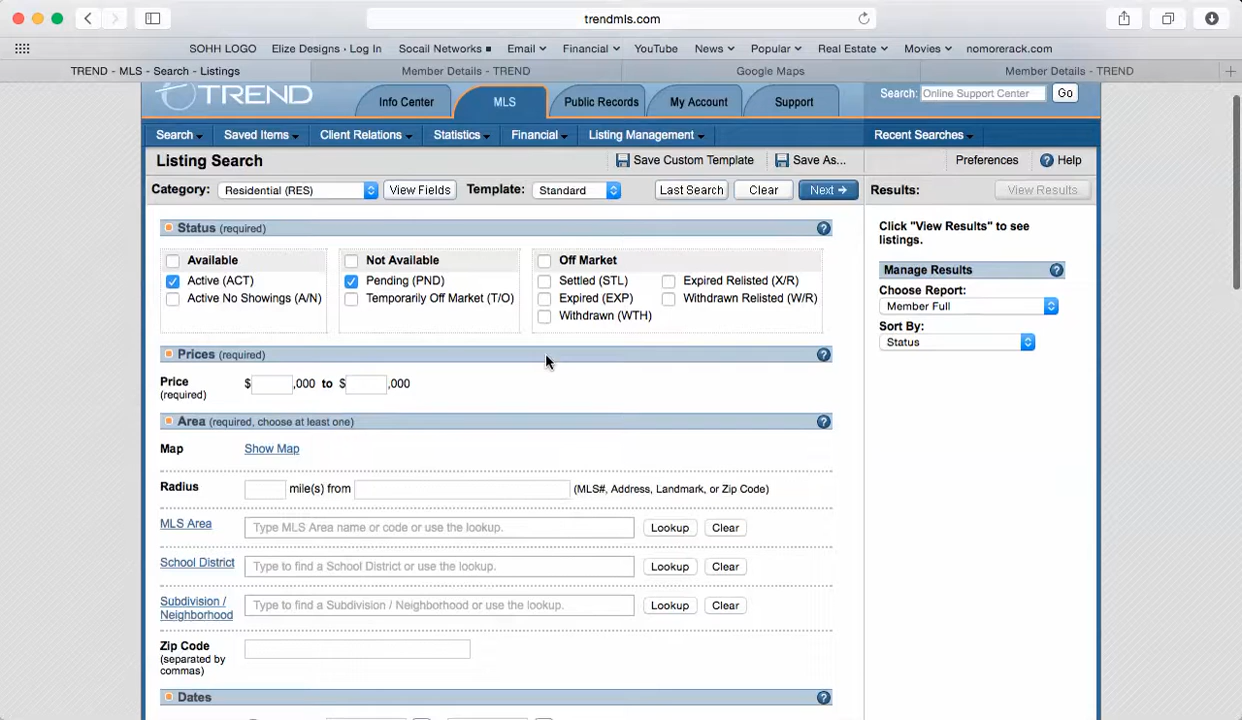 trendmls.com
SOHH LOGO Elize Designs · Log In Socail Networks Email Financial YouTube News Popular Real Estate Movies nomorerack.com
TREND - MLS - Search - Listings Member Details - TREND Google Maps Member Details - TREND
TREND Info Center MLS Public Records My Account Support Search: Online Support Center Go
Search Saved Items Client Relations Statistics Financial Listing Management Recent Searches
Listing Search Save Custom Template Save As... Preferences Help
Category: Residential (RES) View Fields Template: Standard Last Search Clear Next Results: View Results
Status (required)
Click "View Results" to see listings.
Available Not Available Off Market
Manage Results
Active (ACT) Pending (PND) Settled (STL) Expired Relisted (X/R)
Choose Report:
Active No Showings (A/N) Temporarily Off Market (T/O) Expired (EXP) Withdrawn Relisted (W/R)
Member Full
Withdrawn (WTH)
Sort By:
Status
Prices (required)
Price (required) $ ,000 to $ ,000
Area (required, choose at least one)
Map Show Map
Radius mile(s) from (MLS#, Address, Landmark, or Zip Code)
MLS Area Type MLS Area name or code or use the lookup. Lookup Clear
School District Type to find a School District or use the lookup. Lookup Clear
Subdivision / Neighborhood Type to find a Subdivision / Neighborhood or use the lookup. Lookup Clear
Zip Code (separated by commas)
Dates